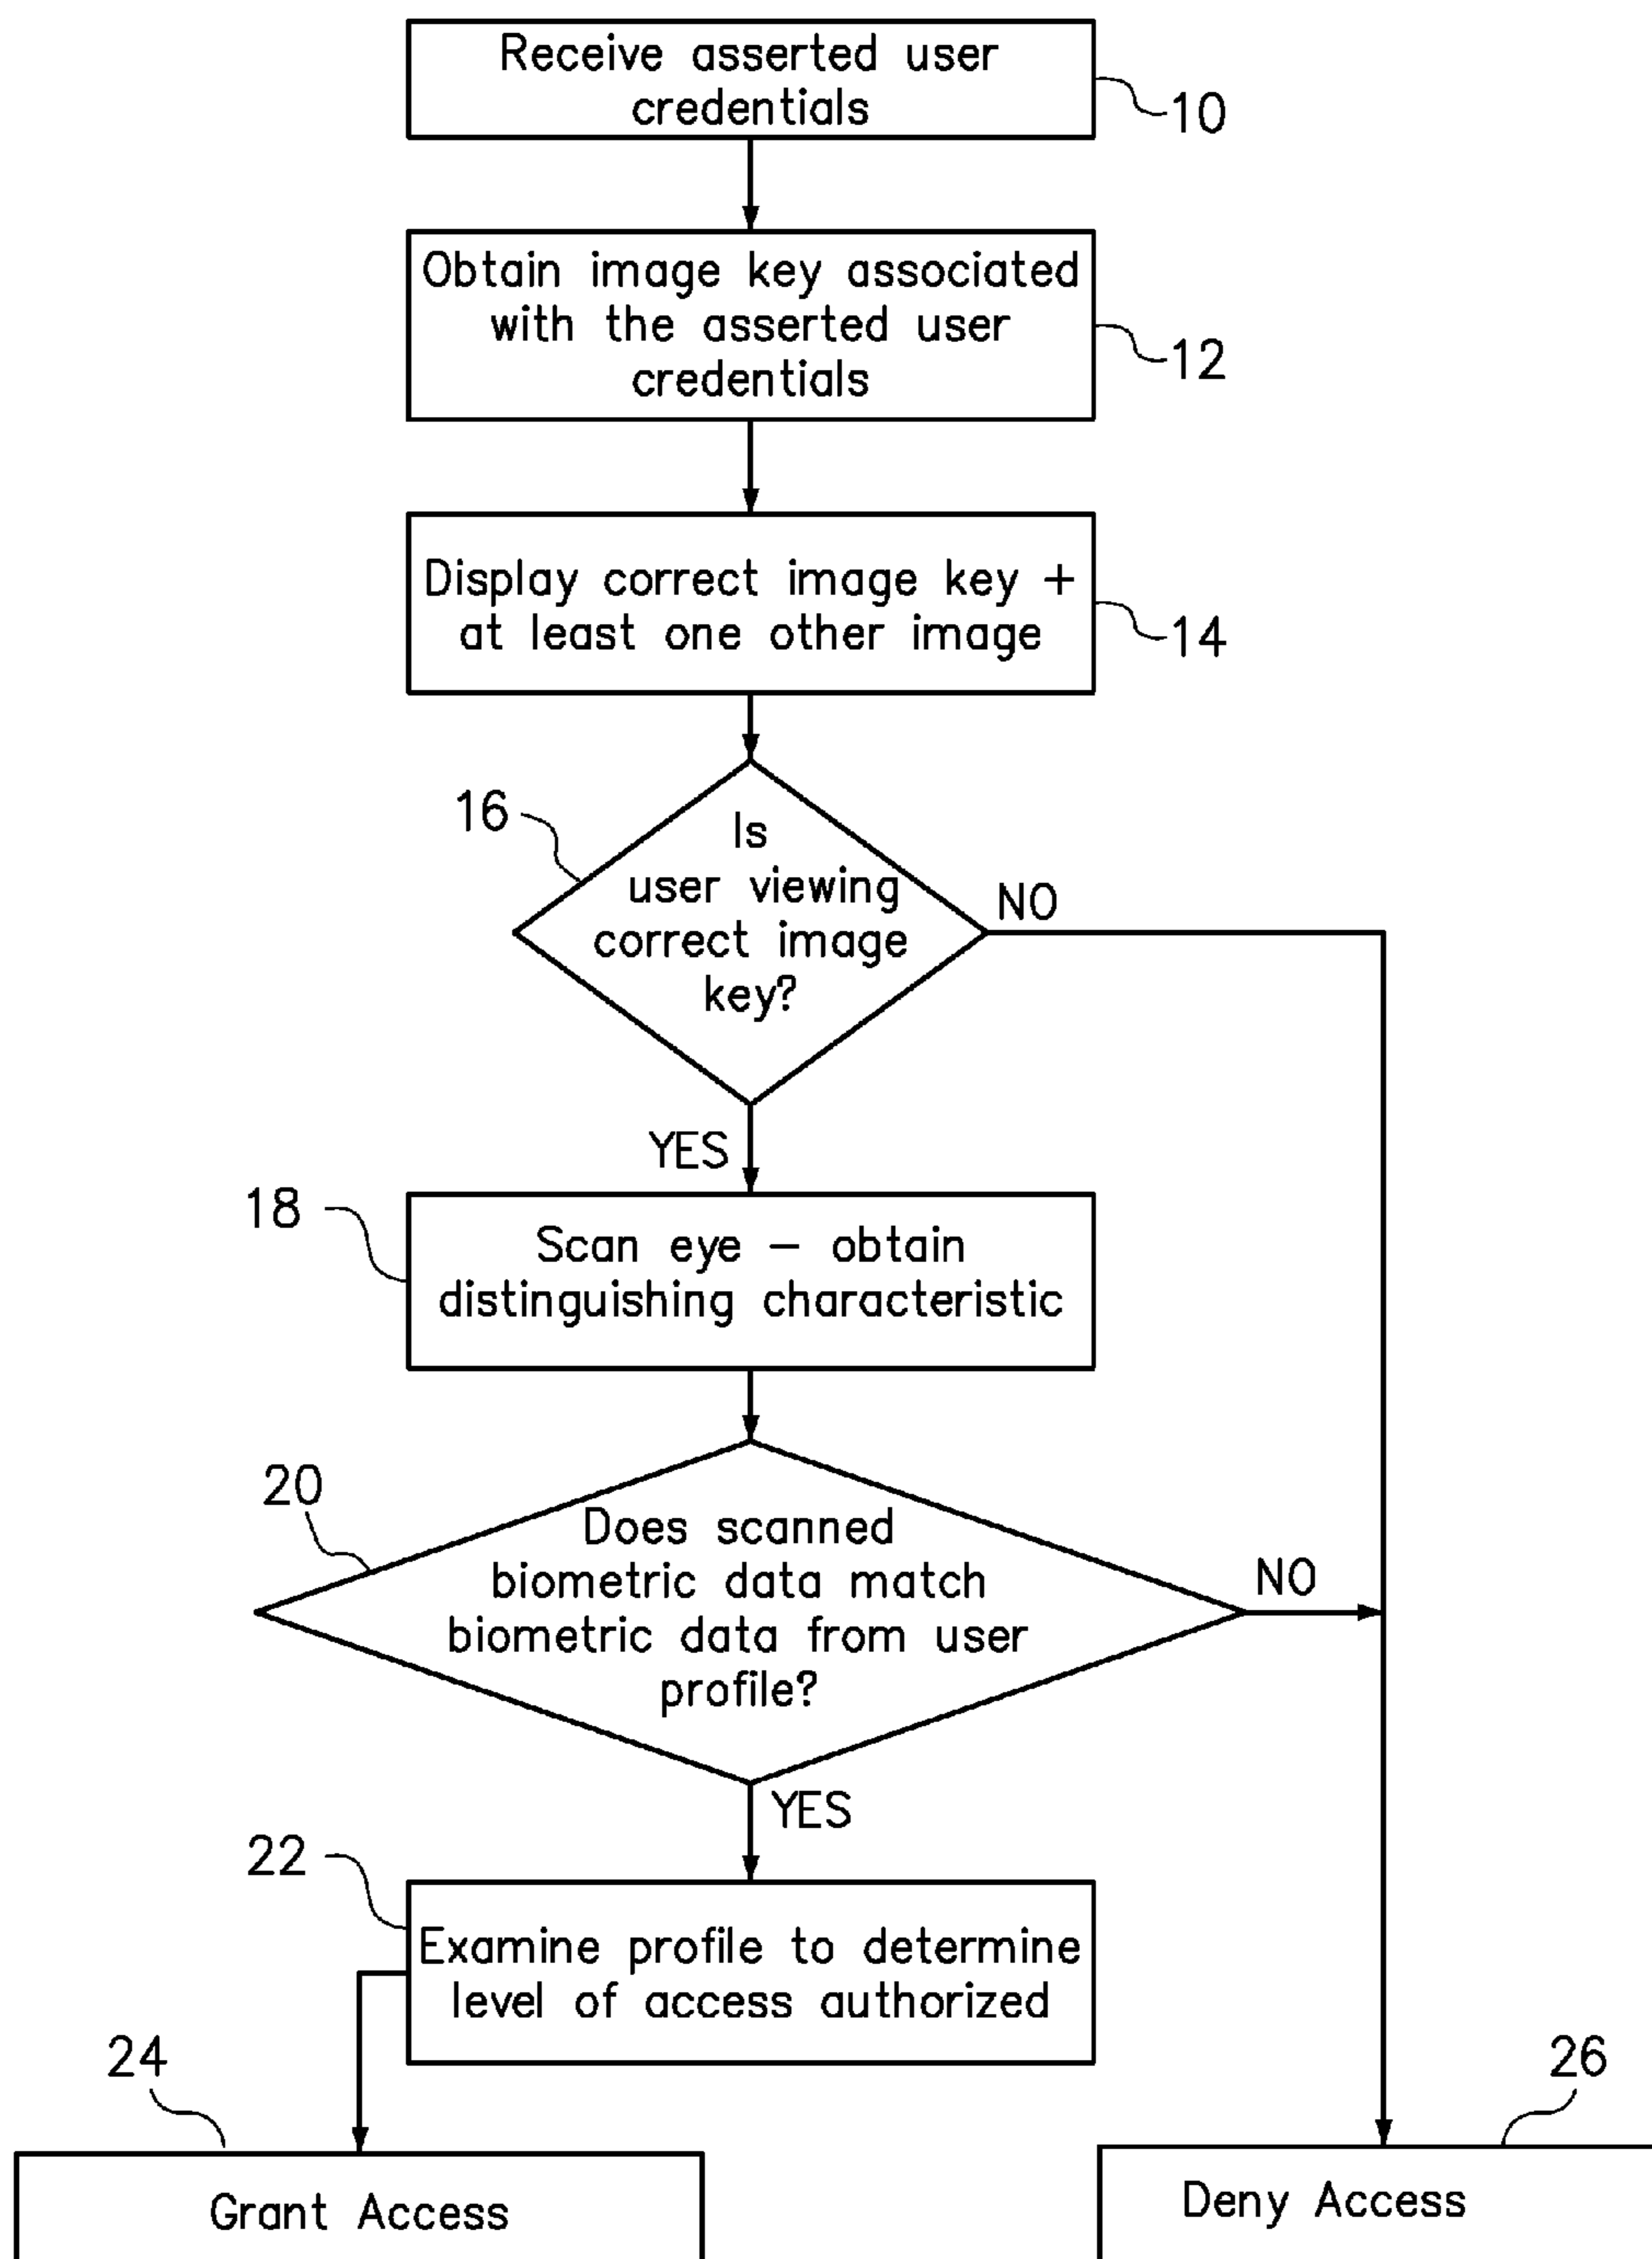 Receive asserted user
credentials
10
Obtain image key associated
with the asserted user
credentials
12
Display correct image key +
at least one other image
14
16
Is
user viewing
correct image
key?
NO
YES
18
Scan eye – obtain
distinguishing characteristic
20
Does scanned
biometric data match
biometric data from user
profile?
NO
YES
22
Examine profile to determine
level of access authorized
24
26
Grant Access
Deny Access